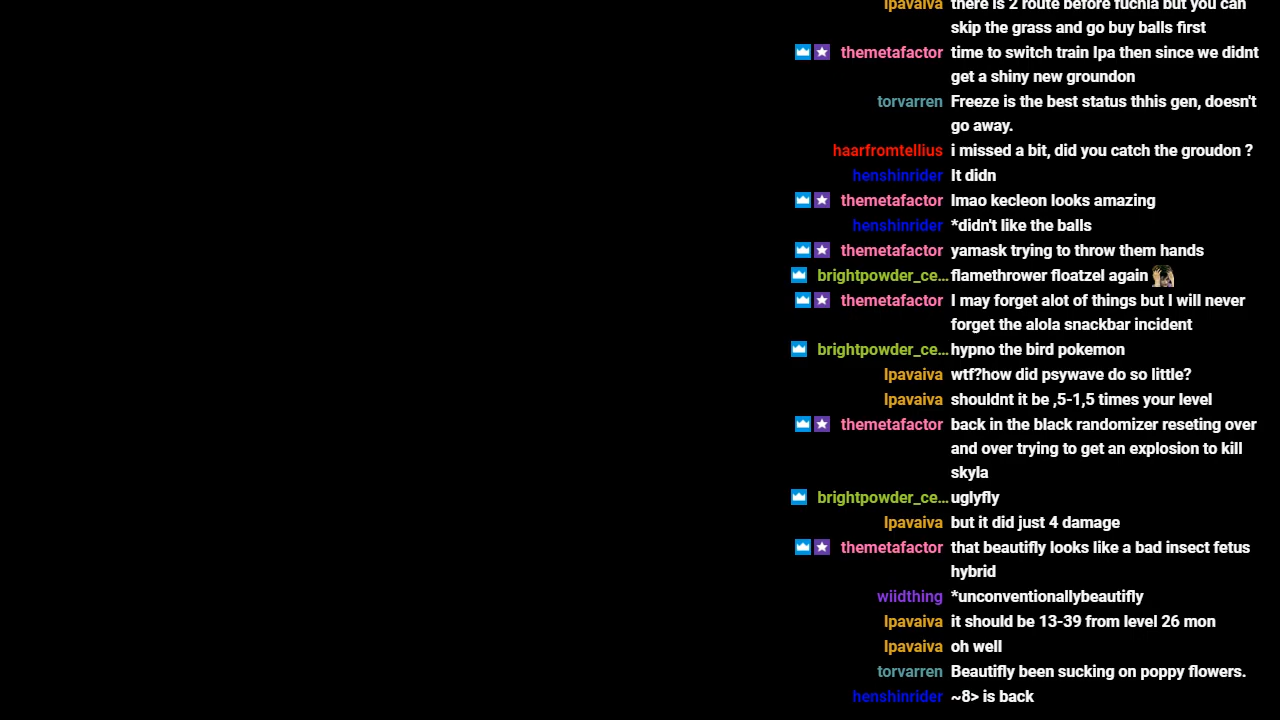 lpavaiva there is 2 route before fuchia but you can
skip the grass and go buy balls first
themetafactor time to switch train lpa then since we didnt
get a shiny new groundon
torvarren Freeze is the best status thhis gen, doesn't
go away.
haarfromtellius i missed a bit, did you catch the groudon ?
henshinrider It didn
themetafactor lmao kecleon looks amazing
henshinrider *didn't like the balls
themetafactor yamask trying to throw them hands
brightpowder_ce… flamethrower floatzel again
themetafactor I may forget alot of things but I will never
forget the alola snackbar incident
brightpowder_ce… hypno the bird pokemon
lpavaiva wtf?how did psywave do so little?
lpavaiva shouldnt it be ,5-1,5 times your level
themetafactor back in the black randomizer reseting over
and over trying to get an explosion to kill
skyla
brightpowder_ce… uglyfly
lpavaiva but it did just 4 damage
themetafactor that beautifly looks like a bad insect fetus
hybrid
wiidthing *unconventionallybeautifly
lpavaiva it should be 13-39 from level 26 mon
lpavaiva oh well
torvarren Beautifly been sucking on poppy flowers.
henshinrider ~8> is back